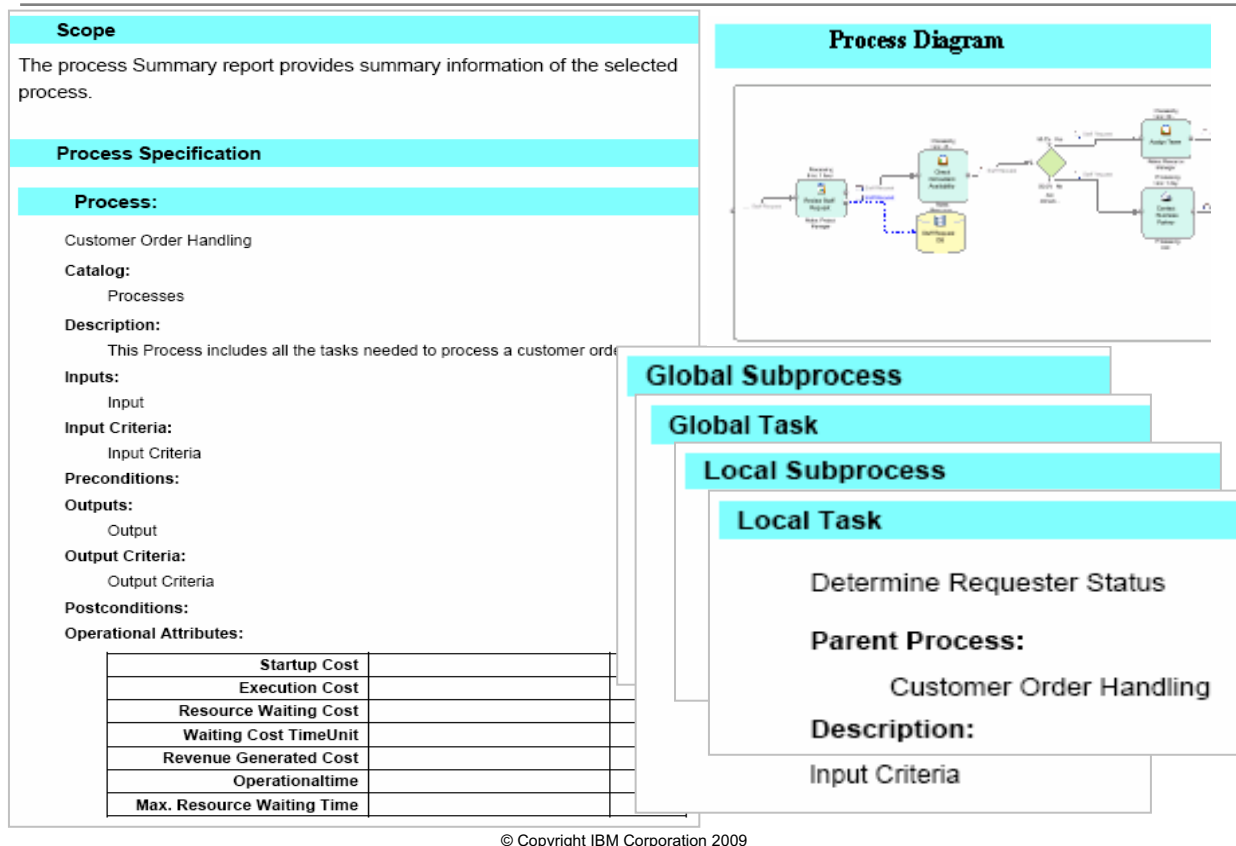 Scope
The process Summary report provides summary information of the selected
process.
Process Specification
Process:
Customer Order Handling
Catalog:
Processes
Description:
This Process includes all the tasks needed to process a customer
Inputs:
Input
Input Criteria:
Input Criteria
Preconditions:
Outputs:
Output
Output Criteria:
Output Criteria
Postconditions:
Operational Attributes:
Startup Cost
Execution Cost
Resource Waiting Cost
Waiting Cost TimeUnit
Revenue Generated Cost
Operationaltime
Max. Resource Waiting Time
Process Diagram
Global Subprocess
Global Task
Local Subprocess
Local Task
Determine Requester Status
Parent Process:
Customer Order Handling
Description:
Input Criteria
© Copyright IBM Corporation 2009